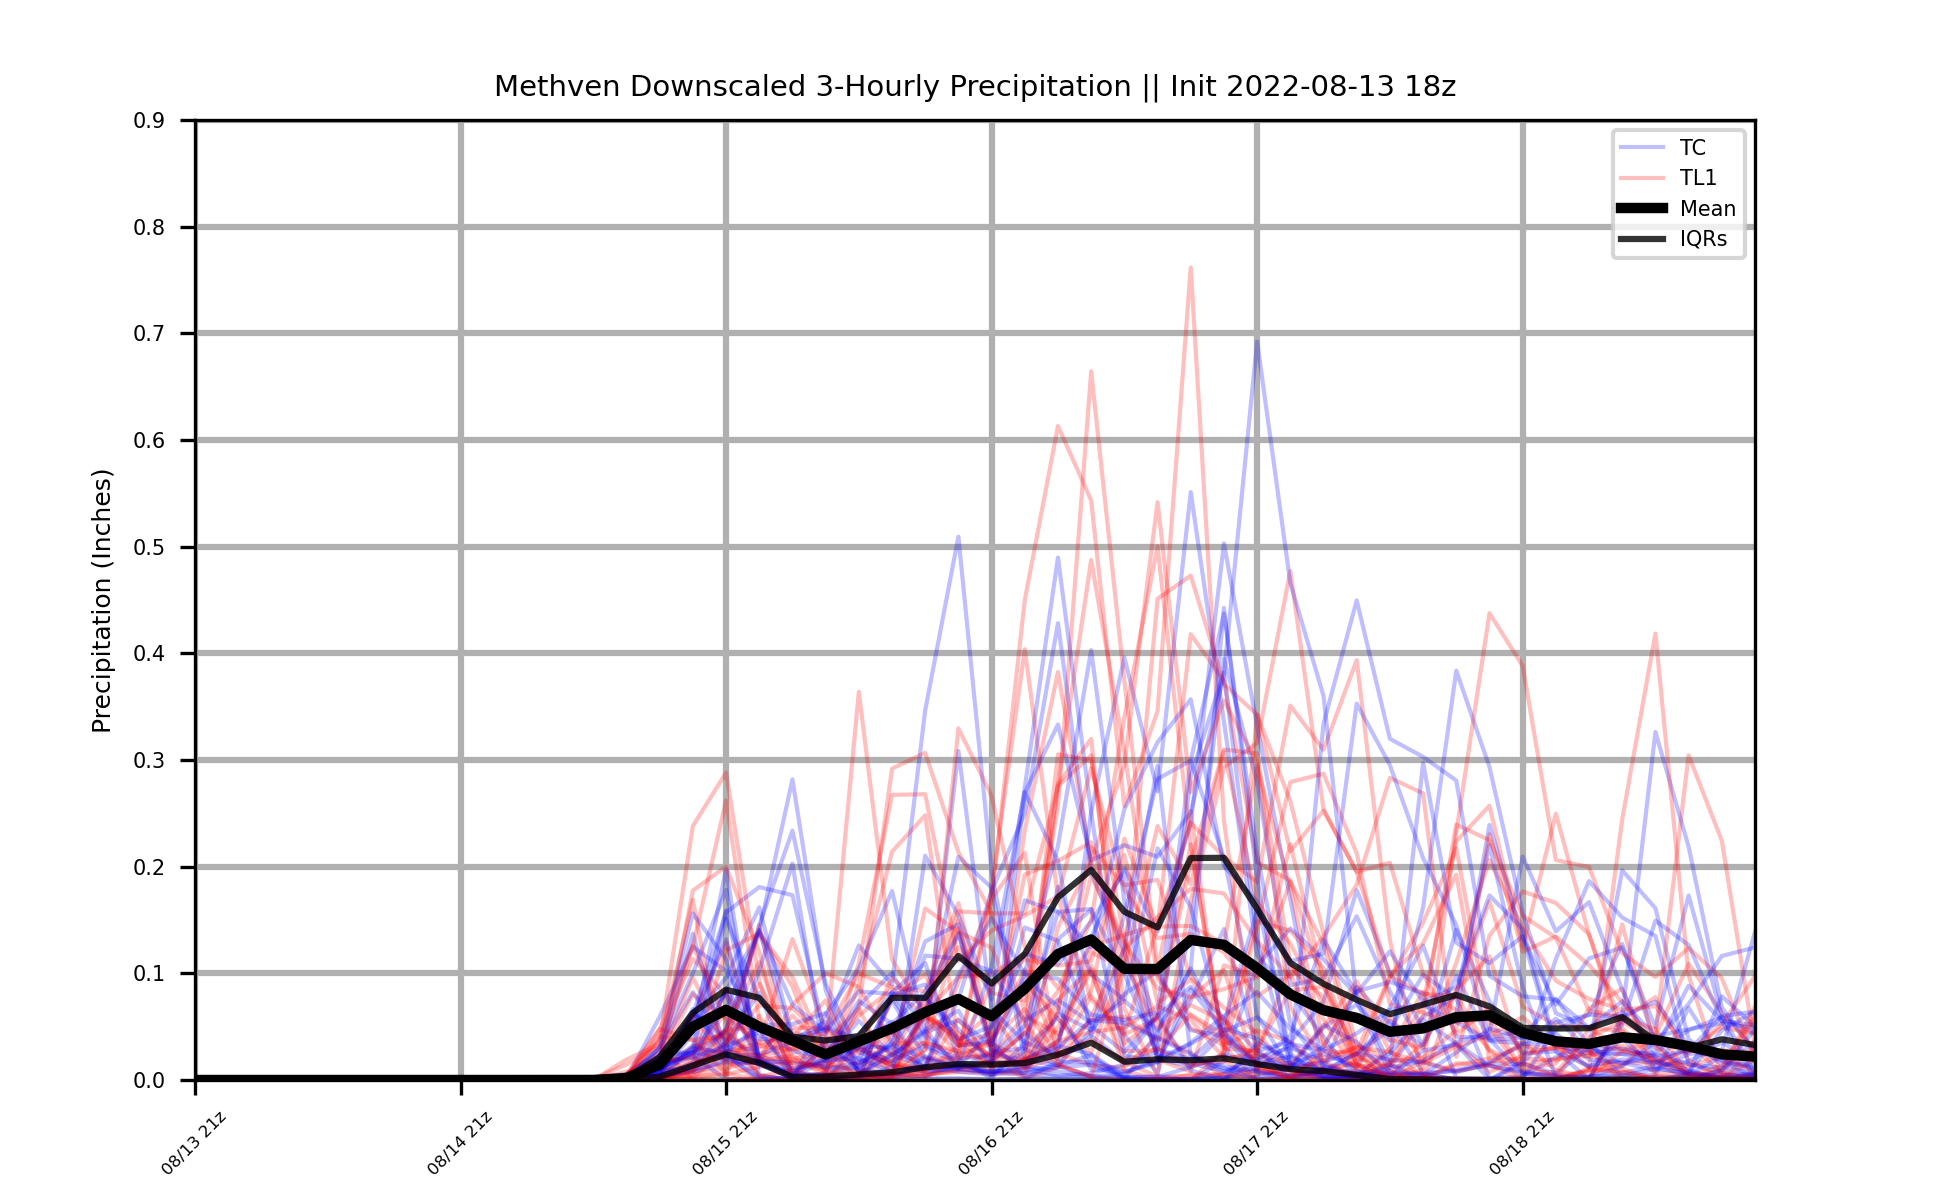 Methven Downscaled 3-Hourly Precipitation || Init 2022-08-13 18z
0.9
0.8
0.7
0.6
0.5
0.4
0.3
0.2
0.1
0.0
Precipitation (Inches)
TC
TL1
Mean
IQRs
08/13 21z
08/14 21z
08/15 21z
08/16 21z
08/17 21z
08/18 21z